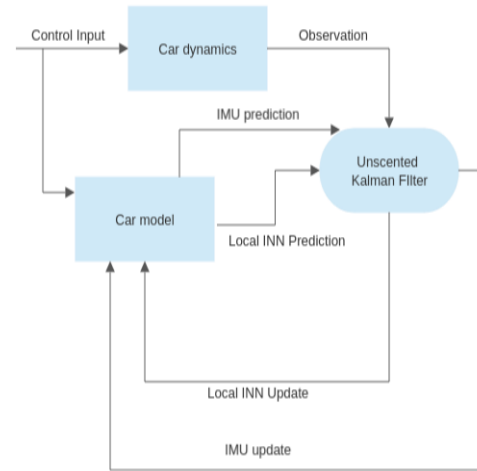 Control Input
Car dynamics
Observation
IMU prediction
Unscented
Kalman FIlter
Car model
Local INN Prediction
Local INN Update
IMU update